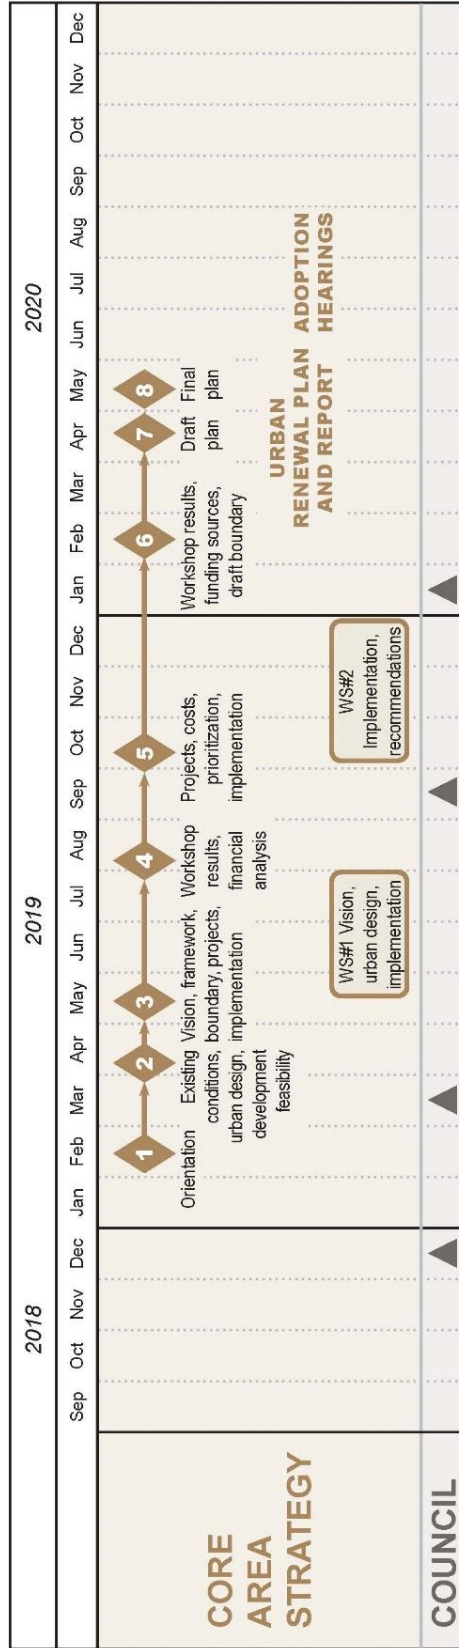 2018
2019
2020
Sep Oct Nov Dec Jan Feb Mar Apr May Jun Jul Aug Sep Oct Nov Dec Jan Feb Mar Apr May Jun Jul Aug Sep Oct Nov Dec
CORE
AREA
STRATEGY
1
Orientation
2
Existing
conditions,
urban design,
development
feasibility
3
Vision, framework,
boundary, projects,
implementation
4
Workshop
results,
financial
analysis
5
Projects, costs,
prioritization,
implementation
6
Workshop results,
funding sources,
draft boundary
7
Draft
plan
8
Final
plan
WS#1 Vision,
urban design,
implementation
WS#2
Implementation,
recommendations
URBAN
RENEWAL PLAN
AND REPORT
ADOPTION
HEARINGS
COUNCIL